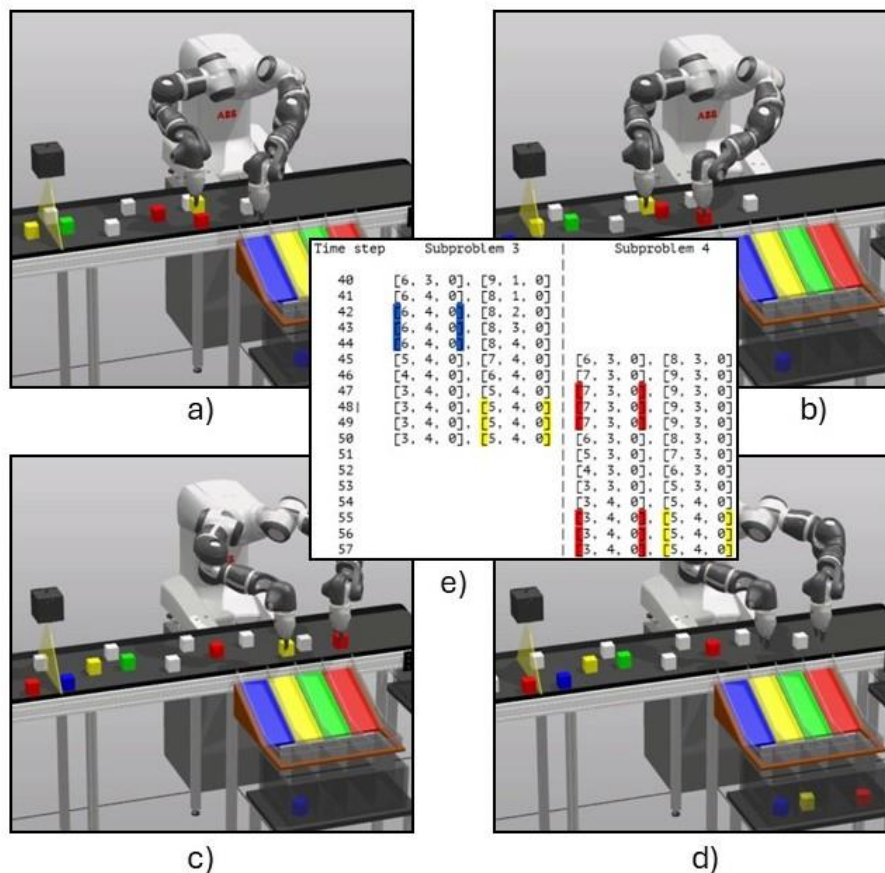 ABB
ABB
Time step Subproblem 3 | Subproblem 4
40 [6, 3, 0], [9, 1, 0] |
41 [6, 4, 0], [8, 1, 0] |
42 [6, 4, 0], [8, 2, 0] |
43 [6, 4, 0], [8, 3, 0] |
44 [6, 4, 0], [8, 4, 0] |
45 [5, 4, 0], [7, 4, 0] | [6, 3, 0], [8, 3, 0]
46 [4, 4, 0], [6, 4, 0] | [7, 3, 0], [9, 3, 0]
47 [3, 4, 0], [5, 4, 0] | [7, 3, 0], [9, 3, 0]
48| [3, 4, 0], [5, 4, 0] | [7, 3, 0], [9, 3, 0]
49 [3, 4, 0], [5, 4, 0] | [7, 3, 0], [9, 3, 0]
50 [3, 4, 0], [5, 4, 0] | [6, 3, 0], [8, 3, 0]
51 | [5, 3, 0], [7, 3, 0]
52 | [4, 3, 0], [6, 3, 0]
53 | [3, 3, 0], [5, 3, 0]
54 | [3, 4, 0], [5, 4, 0]
55 | [3, 4, 0], [5, 4, 0]
56 | [3, 4, 0], [5, 4, 0]
57 | [3, 4, 0], [5, 4, 0]
a)
b)
e)
c)
d)